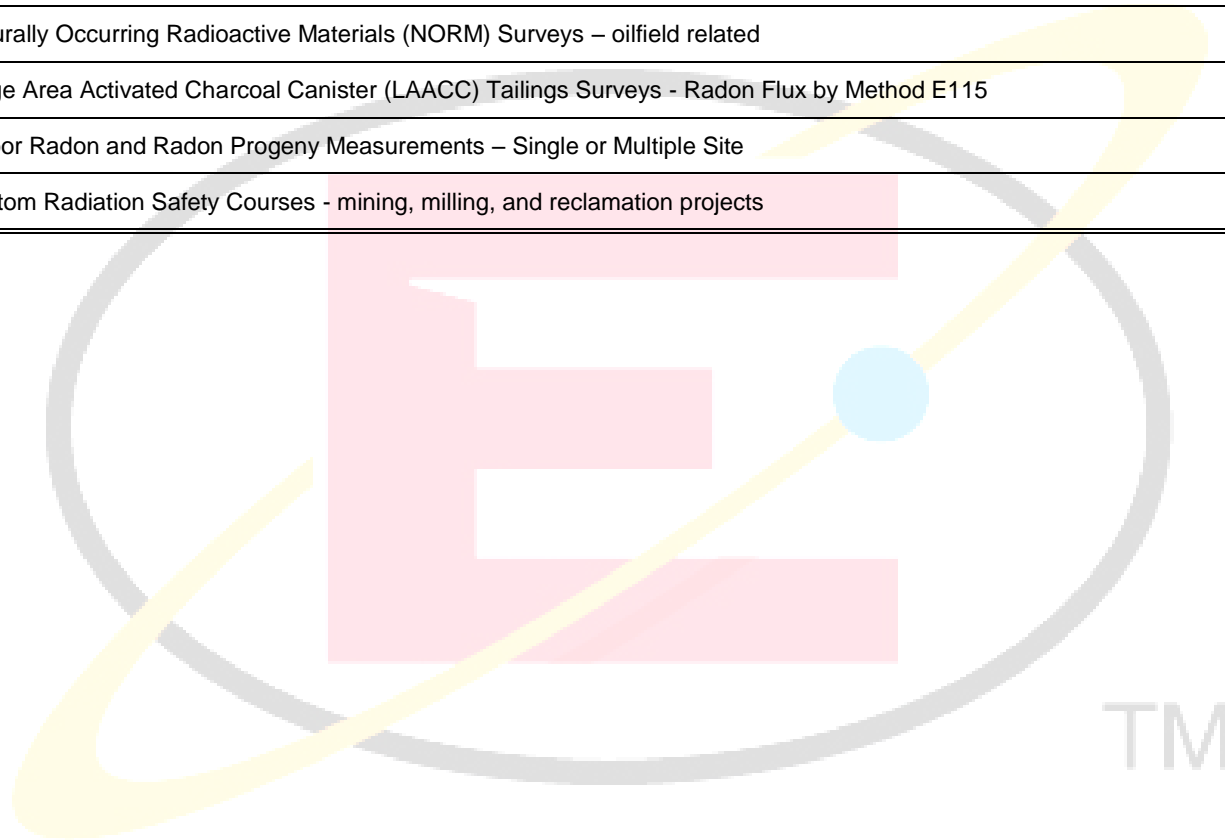 urally Occurring Radioactive Materials (NORM) Surveys – oilfield related
ge Area Activated Charcoal Canister (LAACC) Tailings Surveys - Radon Flux by Method E115
or Radon and Radon Progeny Measurements – Single or Multiple Site
tom Radiation Safety Courses - mining, milling, and reclamation projects
E
TM